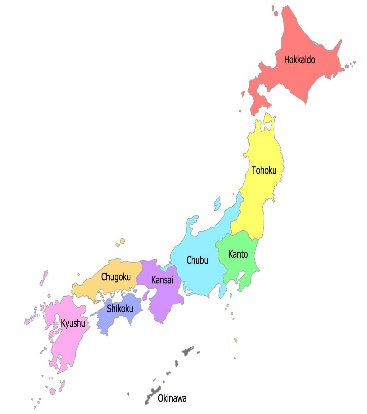 Hokkaido
Tohoku
Kanto
Chubu
Kansai
Chugoku
Shikoku
Kyushu
Okinawa